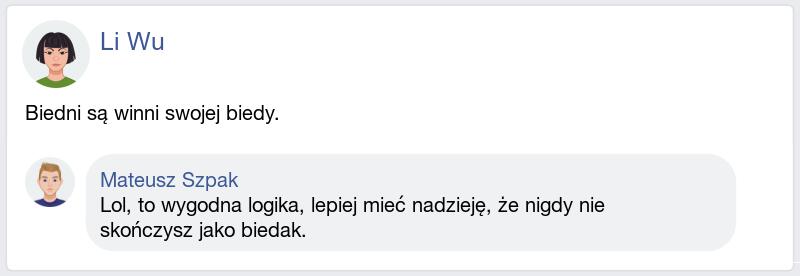 Li Wu
Biedni są winni swojej biedy.
Mateusz Szpak
Lol, to wygodna logika, lepiej mieć nadzieję, że nigdy nie
skończysz jako biedak.